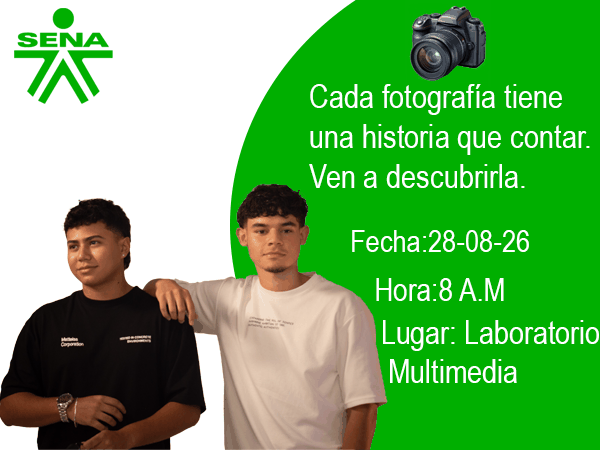 SENA
Cada fotografía tiene
una historia que contar.
Ven a descubrirla.
Fecha:28-08-26
Hora:8 A.M
Lugar: Laboratorio
Multimedia
Corporation